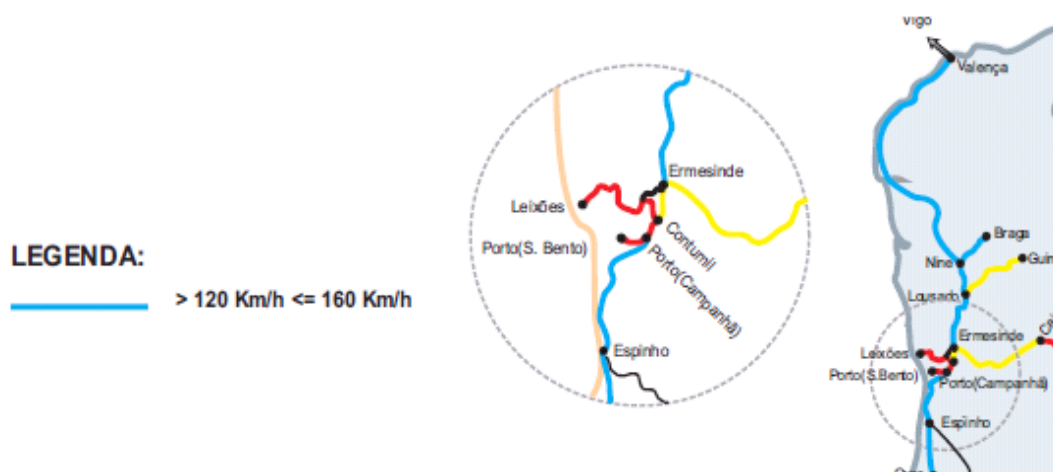 LEGENDA:
> 120 Km/h <= 160 Km/h
Ermesinde
Leixões
Contumil
Porto(S. Bento)
Porto(Campanhã)
Espinho
Vigo
Valença
Braga
Nine
Guim
Lousado
Ermesinde
Leixões
Porto(S.Bento)
Porto(Campanhã)
Espinho